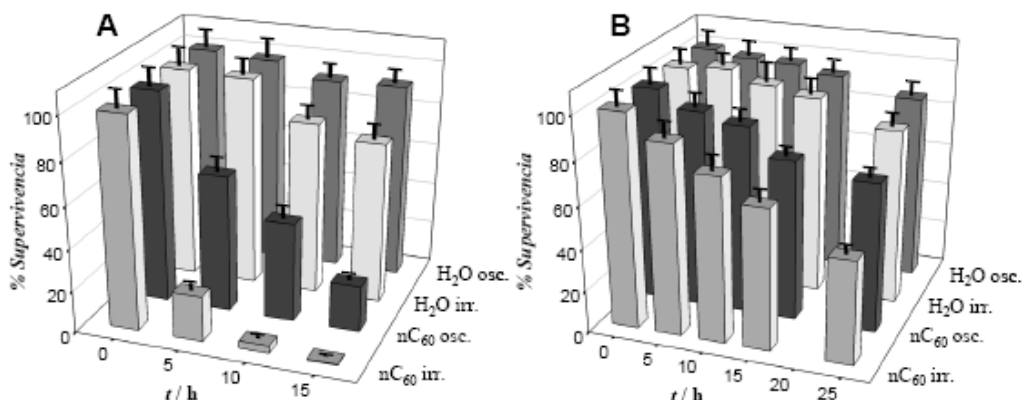 A
% Supervivencia
100
80
60
40
20
0
0
5
10
15
t / h
H₂O osc.
H₂O irr.
nC₆₀ osc.
nC₆₀ irr.
B
% Supervivencia
100
80
60
40
20
0
0
5
10
15
20
25
t / h
H₂O osc.
H₂O irr.
nC₆₀ osc.
nC₆₀ irr.